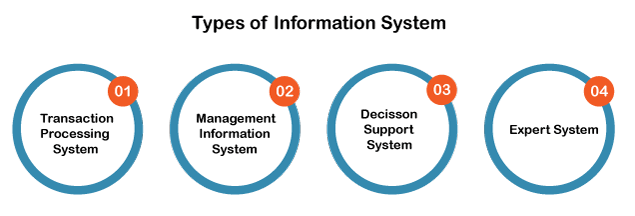 Types of Information System
01
Transaction
Processing
System
02
Management
Information
System
03
Decisson
Support
System
04
Expert System